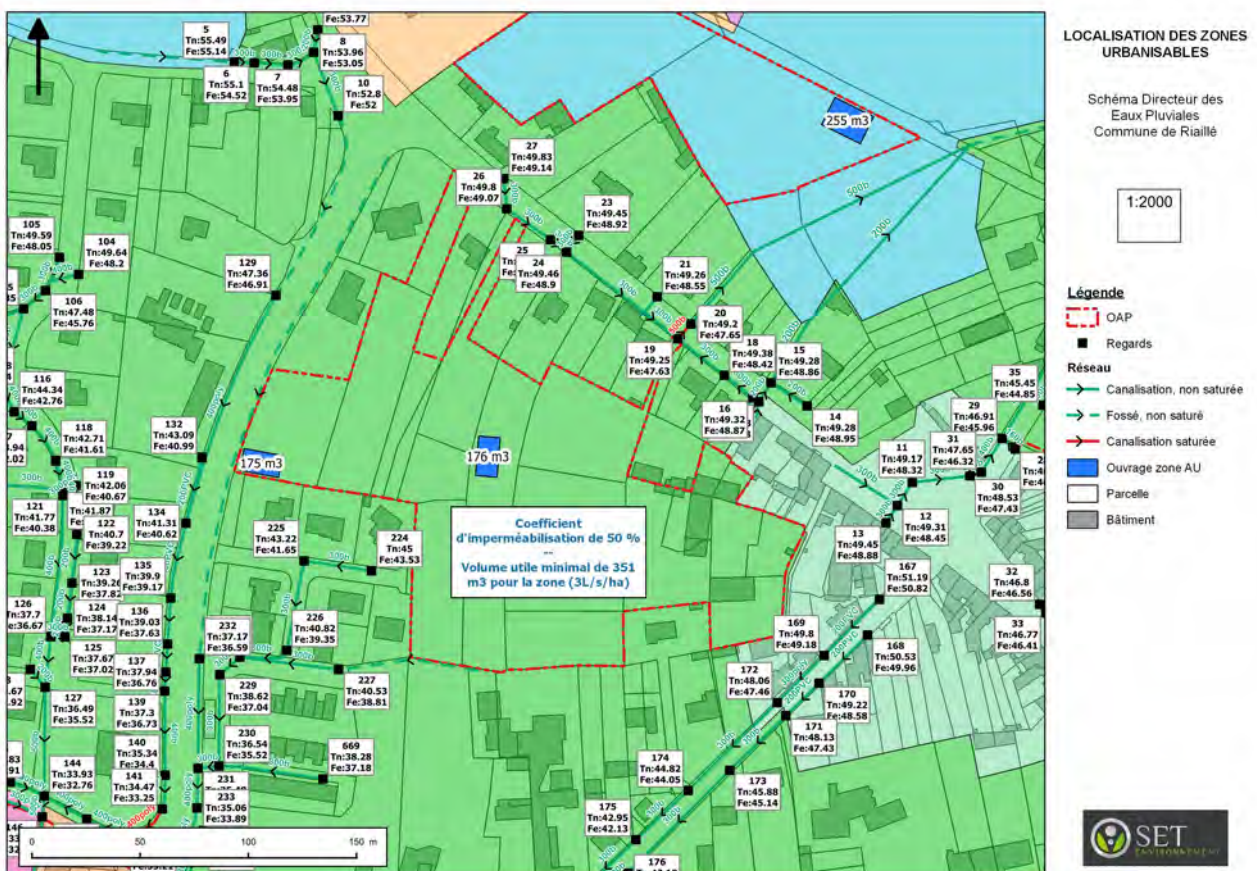 LOCALISATION DES ZONES
URBANISABLES
Schéma Directeur des
Eaux Pluviales
Commune de Riaillé
1:2000
Légende
OAP
Regards
Réseau
Canalisation, non saturée
Fossé, non saturé
Canalisation saturée
Ouvrage zone AU
Parcelle
Bâtiment
SET
ENVIRONNEMENT
Fe:53.77
5
Tn:55.49
Fe:55.14
6
Tn:55.1
Fe:54.52
7
Tn:54.48
Fe:53.95
8
Tn:53.96
Fe:53.05
10
Tn:52.8
Fe:52
255 m3
27
Tn:49.83
Fe:49.14
26
Tn:49.8
Fe:49.07
23
Tn:49.45
Fe:48.92
25
24
Tn:49.46
Fe:48.9
105
Tn:49.59
Fe:48.05
104
Tn:49.64
Fe:48.2
106
Tn:47.48
Fe:45.76
129
Tn:47.36
Fe:46.91
21
Tn:49.26
Fe:48.55
20
Tn:49.2
Fe:47.65
19
Tn:49.25
Fe:47.63
18
Tn:49.38
Fe:48.42
15
Tn:49.28
Fe:48.86
16
Tn:49.32
Fe:48.87
14
Tn:49.28
Fe:48.95
35
Tn:45.45
Fe:44.85
29
Tn:46.91
Fe:45.96
31
Tn:47.65
Fe:46.32
11
Tn:49.17
Fe:48.32
30
Tn:48.53
Fe:47.43
12
Tn:49.31
Fe:48.45
13
Tn:49.45
Fe:48.88
116
Tn:44.34
Fe:42.76
118
Tn:42.71
Fe:41.61
132
Tn:43.09
Fe:40.99
175 m3
176 m3
119
Tn:42.06
Fe:40.67
121
Tn:41.77
Fe:40.38
Tn:41.87
122
Tn:40.7
Fe:39.22
134
Tn:41.31
Fe:40.62
225
Tn:43.22
Fe:41.65
224
Tn:45
Fe:43.53
Coefficient
d'imperméabilisation de 50 %
--
Volume utile minimal de 351
m3 pour la zone (3L/s/ha)
123
Tn:39.26
Fe:37.82
135
Tn:39.9
Fe:39.17
167
Tn:51.19
Fe:50.82
32
Tn:46.8
Fe:46.56
33
Tn:46.77
Fe:46.41
126
Tn:37.7
Fe:36.67
124
Tn:38.14
Fe:37.17
136
Tn:39.03
Fe:37.63
232
Tn:37.17
Fe:36.59
226
Tn:40.82
Fe:39.35
169
Tn:49.8
Fe:49.18
168
Tn:50.53
Fe:49.96
125
Tn:37.67
Fe:37.02
137
Tn:37.94
Fe:36.76
227
Tn:40.53
Fe:38.81
172
Tn:48.06
Fe:47.46
170
Tn:49.22
Fe:48.58
127
Tn:36.49
Fe:35.52
139
Tn:37.3
Fe:36.73
229
Tn:38.62
Fe:37.04
171
Tn:48.13
Fe:47.43
140
Tn:35.34
Fe:34.4
230
Tn:36.54
Fe:35.52
669
Tn:38.28
Fe:37.18
144
Tn:33.93
Fe:32.76
141
Tn:34.47
Fe:33.25
231
233
Tn:35.06
Fe:33.89
174
Tn:44.82
Fe:44.05
173
Tn:45.88
Fe:45.14
175
Tn:42.95
Fe:42.13
176
0 50 100 150 m